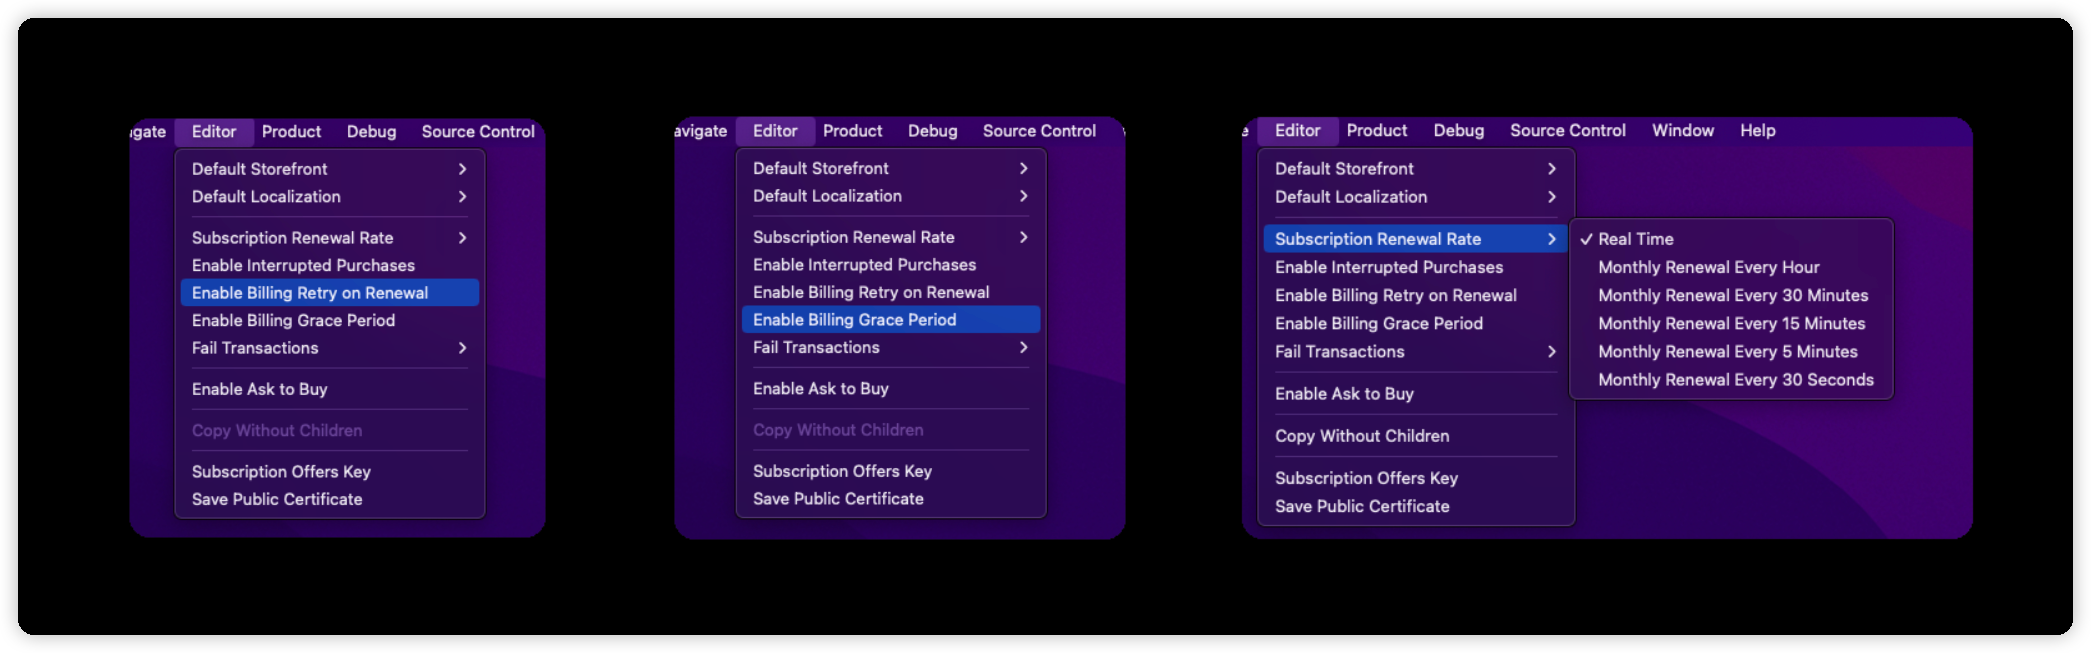 Editor Product Debug Source Control
Default Storefront
Default Localization
Subscription Renewal Rate
Enable Interrupted Purchases
Enable Billing Retry on Renewal
Enable Billing Grace Period
Fail Transactions
Enable Ask to Buy
Copy Without Children
Subscription Offers Key
Save Public Certificate
avigate Editor Product Debug Source Control
Default Storefront
Default Localization
Subscription Renewal Rate
Enable Interrupted Purchases
Enable Billing Retry on Renewal
Enable Billing Grace Period
Fail Transactions
Enable Ask to Buy
Copy Without Children
Subscription Offers Key
Save Public Certificate
e Editor Product Debug Source Control Window Help
Default Storefront
Default Localization
Subscription Renewal Rate
Enable Interrupted Purchases
Enable Billing Retry on Renewal
Enable Billing Grace Period
Fail Transactions
Enable Ask to Buy
Copy Without Children
Subscription Offers Key
Save Public Certificate
✓ Real Time
Monthly Renewal Every Hour
Monthly Renewal Every 30 Minutes
Monthly Renewal Every 15 Minutes
Monthly Renewal Every 5 Minutes
Monthly Renewal Every 30 Seconds